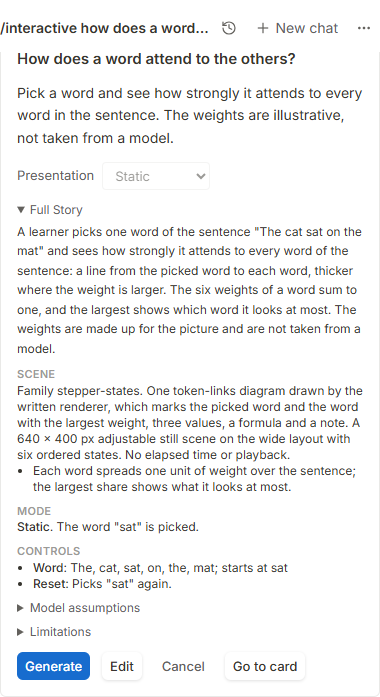 /interactive how does a word... New chat ...
How does a word attend to the others?
Pick a word and see how strongly it attends to every
word in the sentence. The weights are illustrative,
not taken from a model.
Presentation Static
Full Story
A learner picks one word of the sentence "The cat sat on the
mat" and sees how strongly it attends to every word of the
sentence: a line from the picked word to each word, thicker
where the weight is larger. The six weights of a word sum to
one, and the largest shows which word it looks at most. The
weights are made up for the picture and are not taken from a
model.
SCENE
Family stepper-states. One token-links diagram drawn by the
written renderer, which marks the picked word and the word
with the largest weight, three values, a formula and a note. A
640 × 400 px adjustable still scene on the wide layout with
six ordered states. No elapsed time or playback.
• Each word spreads one unit of weight over the sentence;
the largest share shows what it looks at most.
MODE
Static. The word "sat" is picked.
CONTROLS
• Word: The, cat, sat, on, the, mat; starts at sat
• Reset: Picks "sat" again.
Model assumptions
Limitations
Generate Edit Cancel Go to card